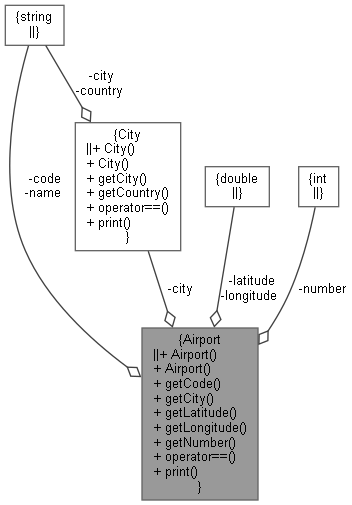 {string
||}
-city
-country
{City
||+ City()
+ City()
+ getCity()
+ getCountry()
+ operator==()
+ print()
}
{double
||}
{int
||}
-code
-name
-city
-latitude
-longitude
-number
{Airport
||+ Airport()
+ Airport()
+ getCode()
+ getCity()
+ getLatitude()
+ getLongitude()
+ getNumber()
+ operator==()
+ print()
}